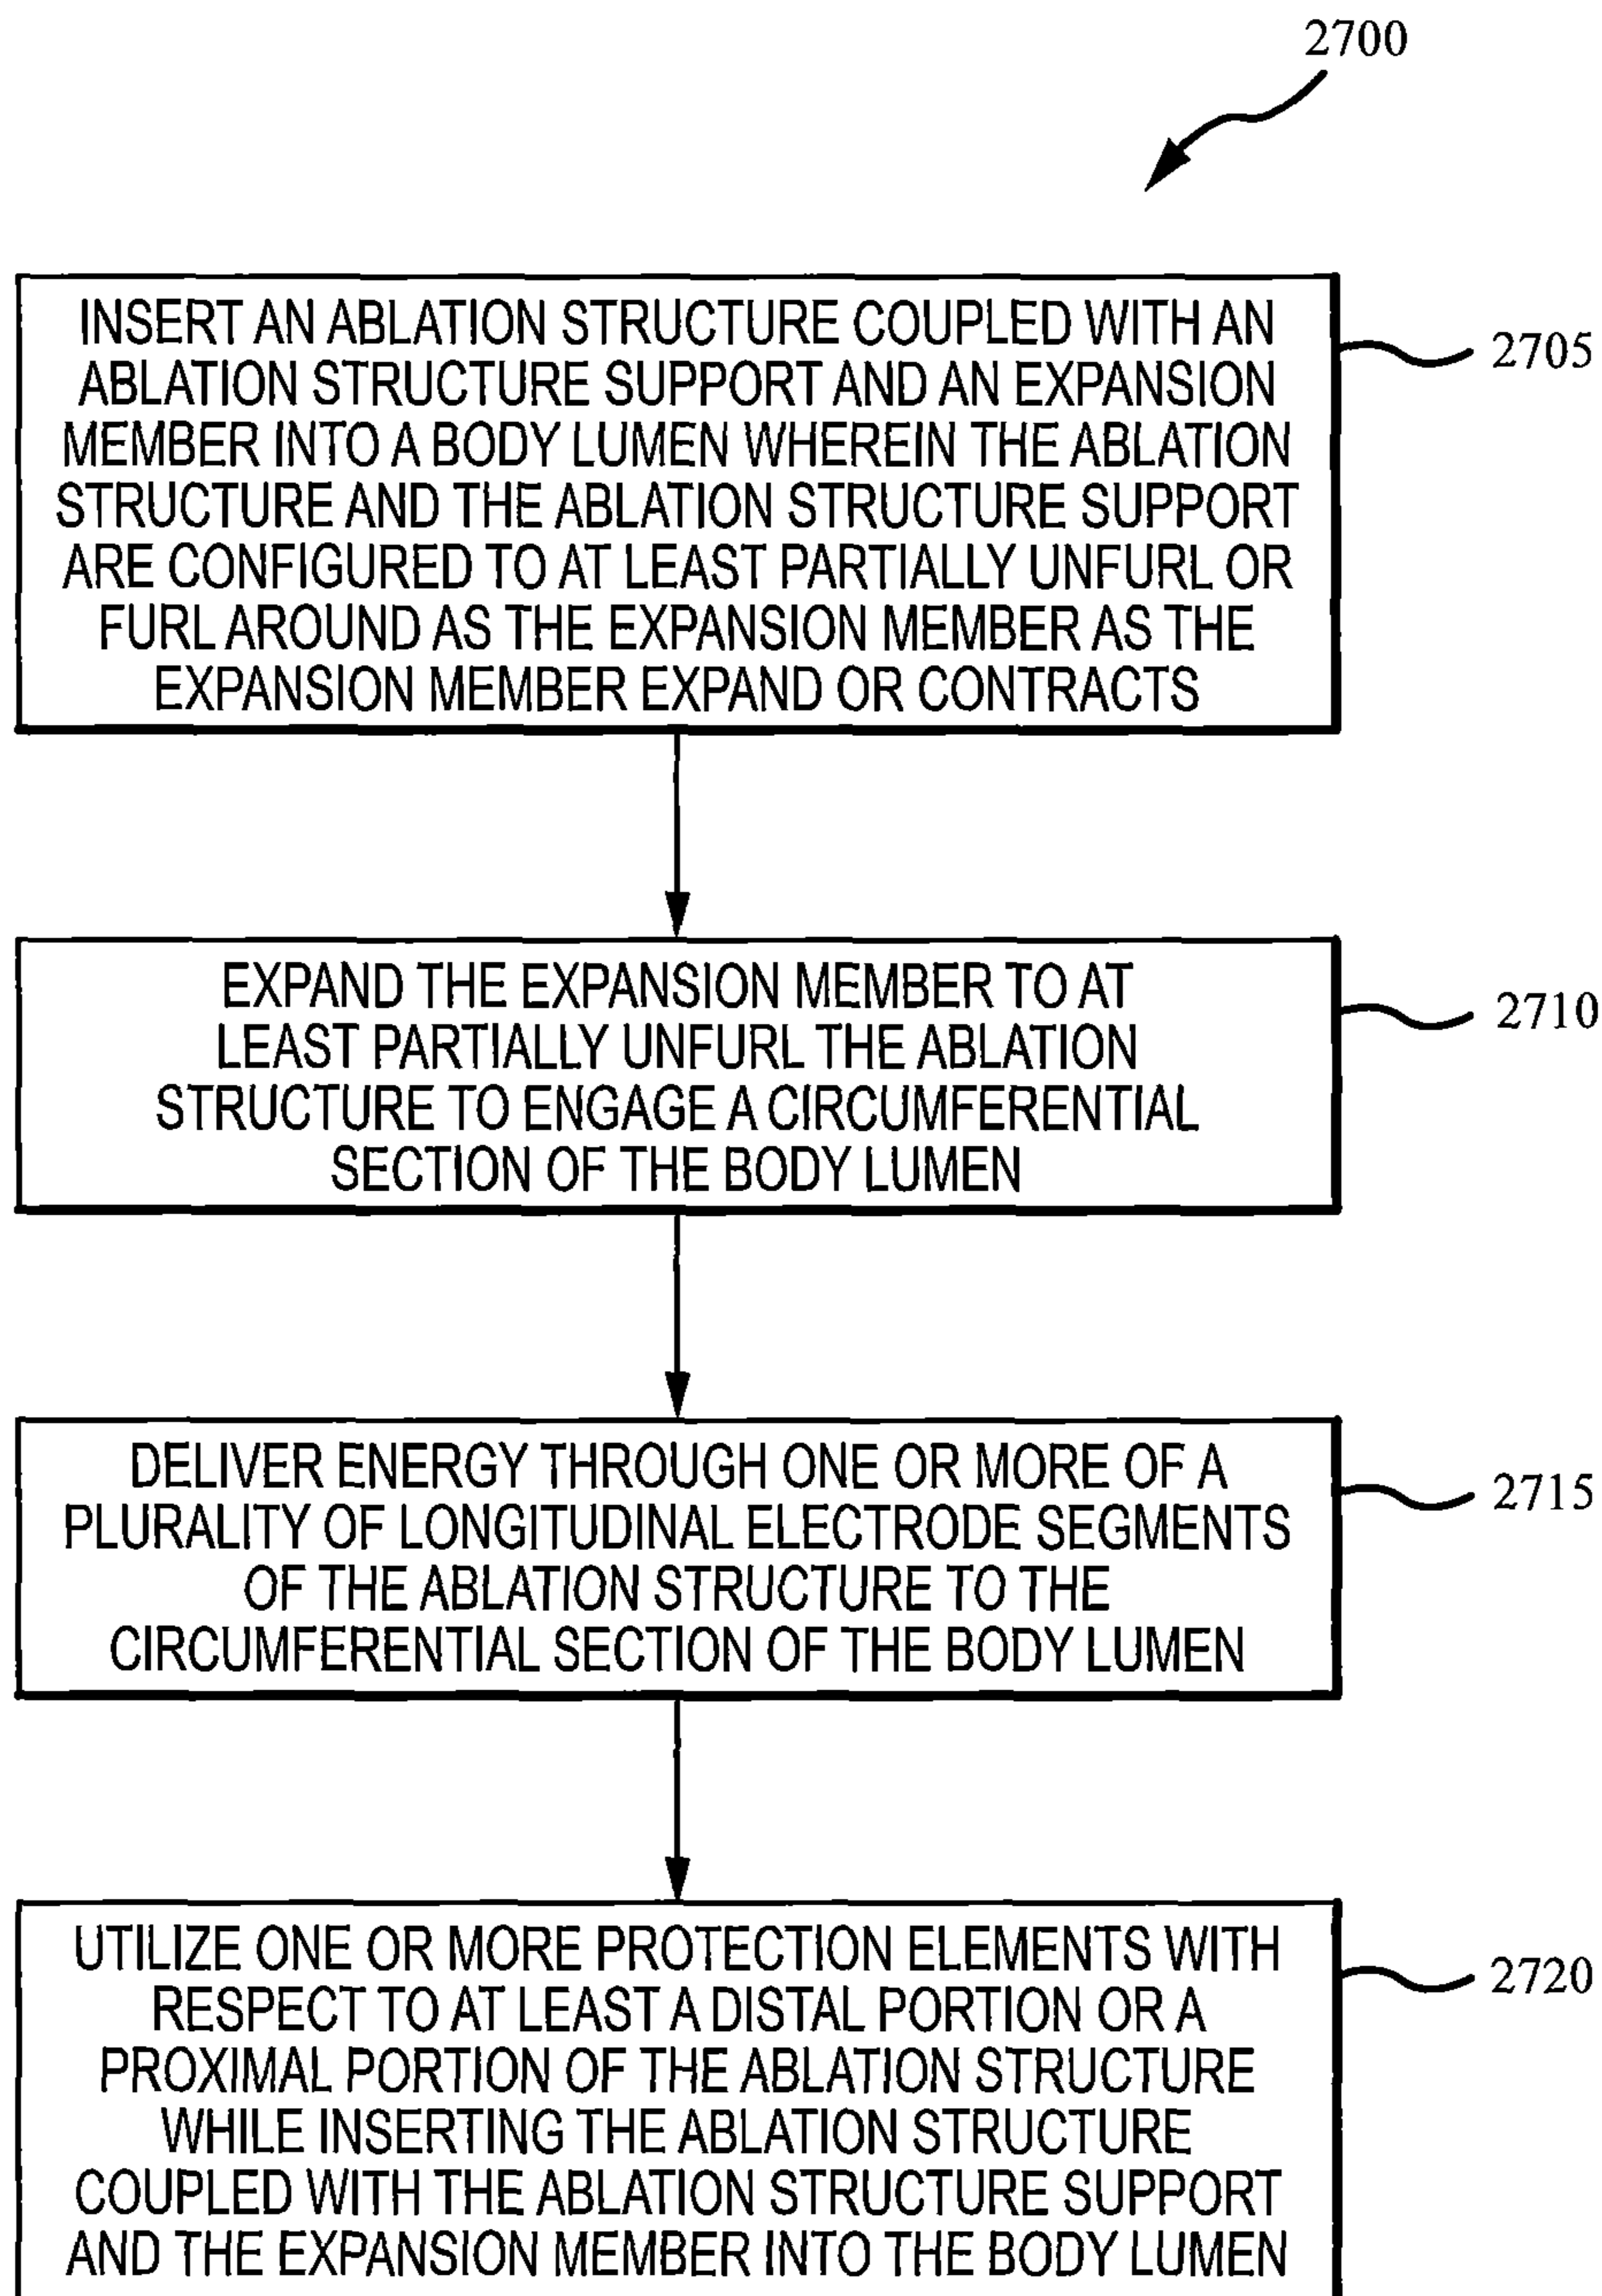 2700
INSERT AN ABLATION STRUCTURE COUPLED WITH AN
ABLATION STRUCTURE SUPPORT AND AN EXPANSION
MEMBER INTO A BODY LUMEN WHEREIN THE ABLATION
STRUCTURE AND THE ABLATION STRUCTURE SUPPORT
ARE CONFIGURED TO AT LEAST PARTIALLY UNFURL OR
FURL AROUND AS THE EXPANSION MEMBER AS THE
EXPANSION MEMBER EXPAND OR CONTRACTS
2705
EXPAND THE EXPANSION MEMBER TO AT
LEAST PARTIALLY UNFURL THE ABLATION
STRUCTURE TO ENGAGE A CIRCUMFERENTIAL
SECTION OF THE BODY LUMEN
2710
DELIVER ENERGY THROUGH ONE OR MORE OF A
PLURALITY OF LONGITUDINAL ELECTRODE SEGMENTS
OF THE ABLATION STRUCTURE TO THE
CIRCUMFERENTIAL SECTION OF THE BODY LUMEN
2715
UTILIZE ONE OR MORE PROTECTION ELEMENTS WITH
RESPECT TO AT LEAST A DISTAL PORTION OR A
PROXIMAL PORTION OF THE ABLATION STRUCTURE
WHILE INSERTING THE ABLATION STRUCTURE
COUPLED WITH THE ABLATION STRUCTURE SUPPORT
AND THE EXPANSION MEMBER INTO THE BODY LUMEN
2720